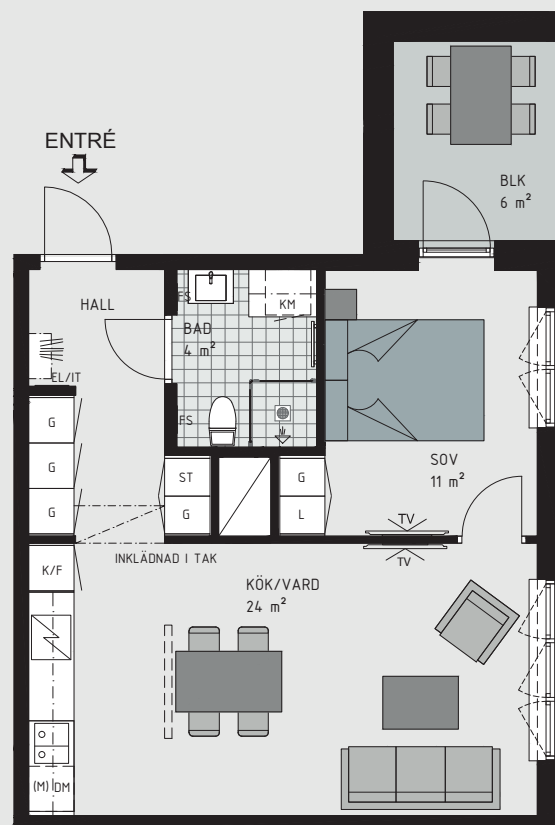 ENTRÉ
BLK
6 m²
HALL
FS
KM
BAD
4 m²
EL/IT
FS
G
G
G
ST
G
G
L
SOV
11 m²
TV
TV
INKLÄDNAD I TAK
K/F
KÖK/VARD
24 m²
(M) DM